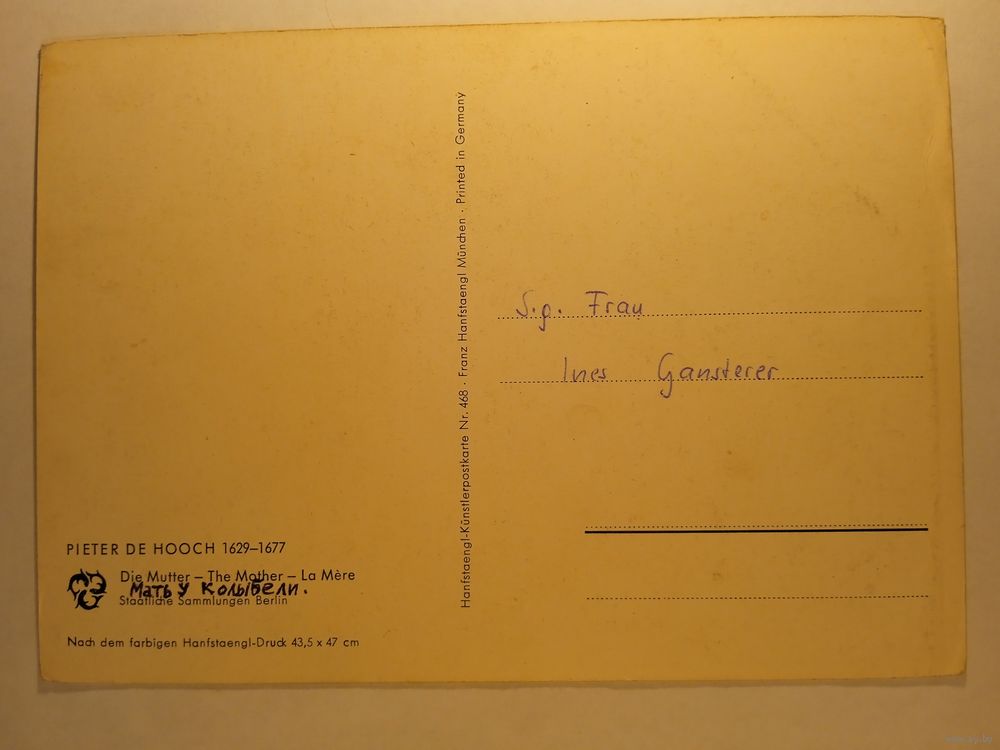 PIETER DE HOOCH 1629–1677
Die Mutter – The Mother – La Mère
Мать у колыбели.
Staatliche Sammlungen Berlin
Nach dem farbigen Hanfstaengl-Druck 43,5 x 47 cm
Hanfstaengl-Künstlerpostkarte Nr. 468 · Franz Hanfstaengl München · Printed in Germany
S.g. Frau
Ines Gansterer